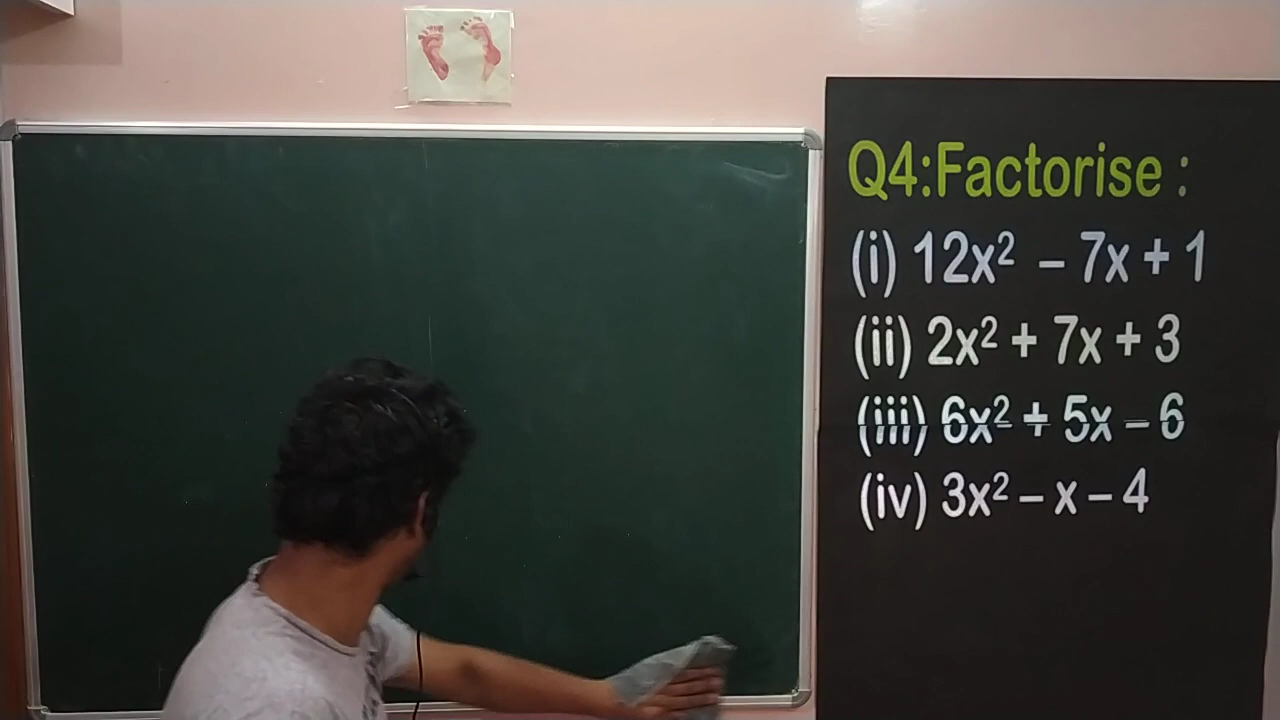 Q4:Factorise :
(i) 12x² – 7x + 1
(ii) 2x² + 7x + 3
(iii) 6x² + 5x – 6
(iv) 3x² – x – 4